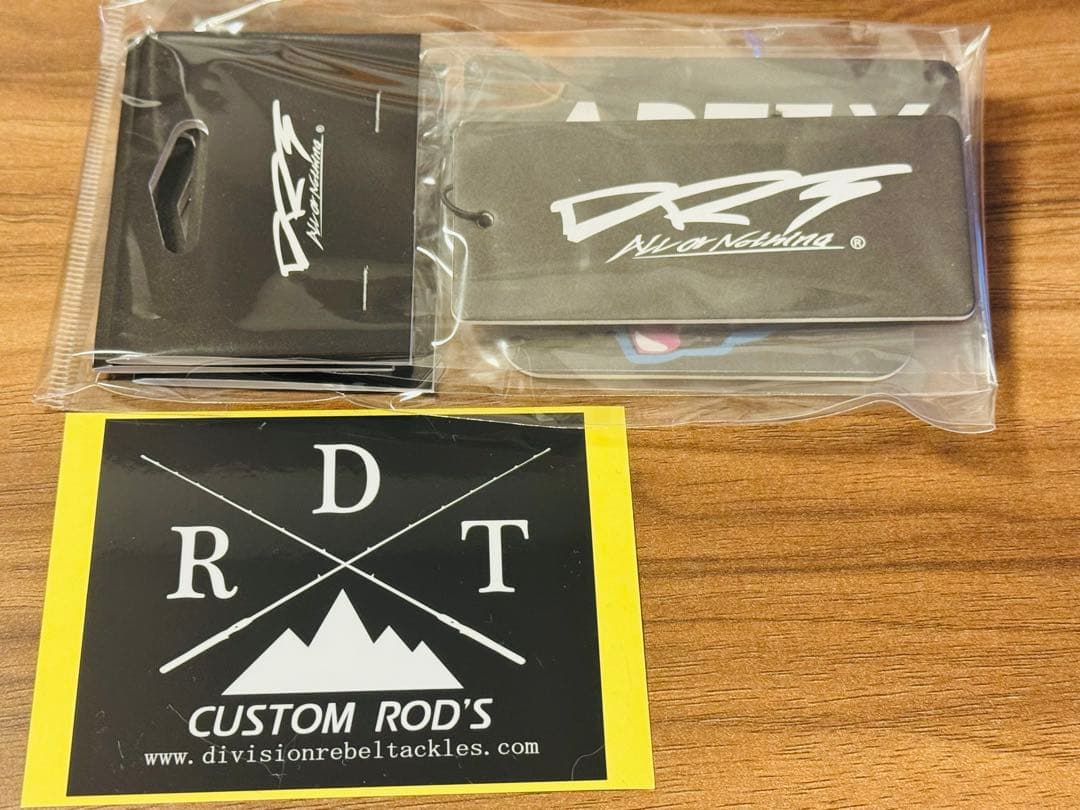 DRT
All or Nothing ®
DRT
All or Nothing ®
D
R T
CUSTOM ROD'S
www.divisionrebeltackles.com